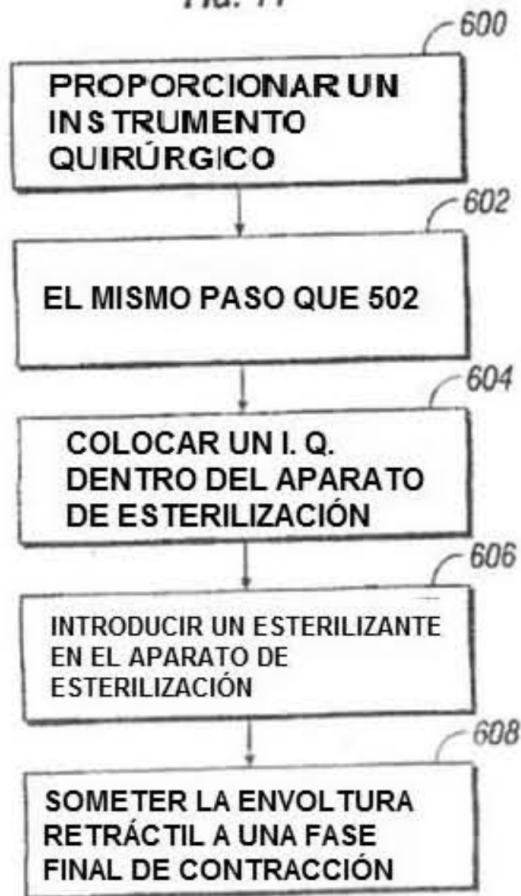 600
PROPORCIONAR UN
INSTRUMENTO
QUIRÚRGICO
602
EL MISMO PASO QUE 502
604
COLOCAR UN I. Q.
DENTRO DEL APARATO
DE ESTERILIZACIÓN
606
INTRODUCIR UN ESTERILIZANTE
EN EL APARATO DE
ESTERILIZACIÓN
608
SOMETER LA ENVOLTURA
RETRÁCTIL A UNA FASE
FINAL DE CONTRACCIÓN